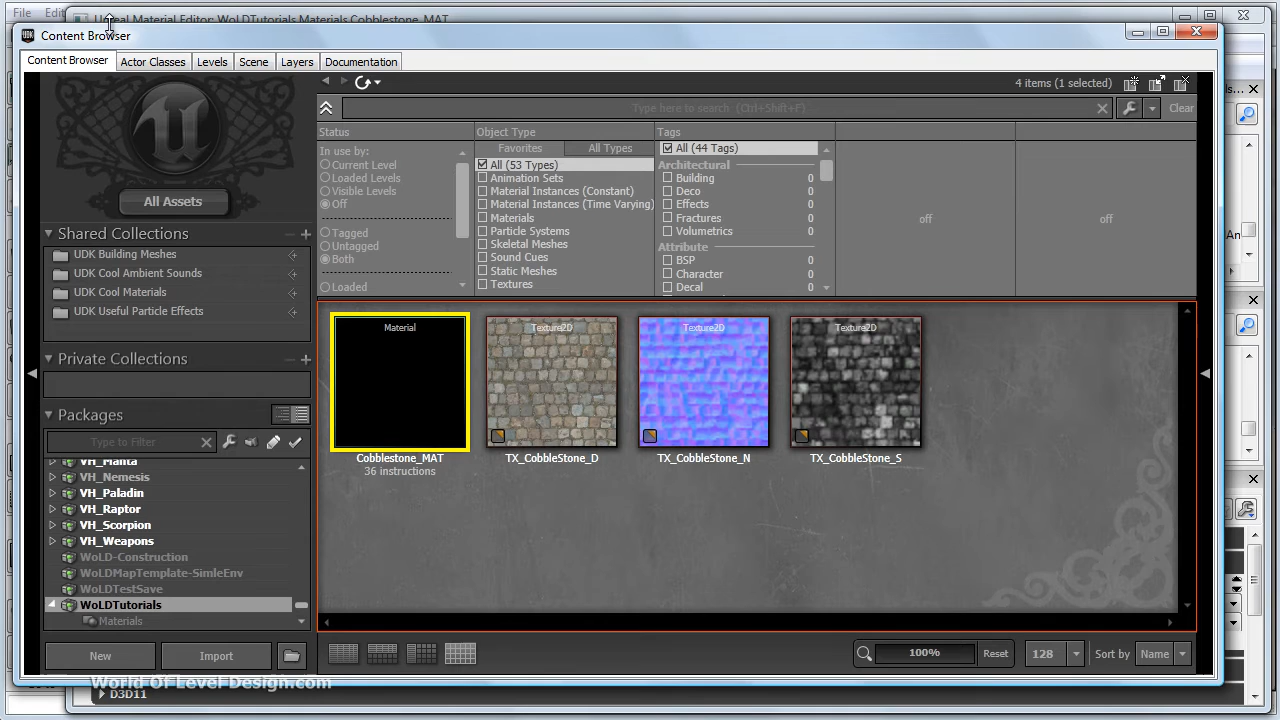 File Edit
Unreal Material Editor: WoLDTutorials.Materials.Cobblestone_MAT
Content Browser
Content Browser Actor Classes Levels Scene Layers Documentation
4 items (1 selected)
Type here to search (Ctrl+Shift+F)...
Clear
Status
In use by:
Current Level
Loaded Levels
Visible Levels
Off
Tagged
Untagged
Both
Loaded
Object Type
Favorites All Types
All (53 Types)
Animation Sets
Material Instances (Constant)
Material Instances (Time Varying)
Materials
Particle Systems
Skeletal Meshes
Sound Cues
Static Meshes
Textures
Tags
All (44 Tags)
Architectural
Building 0
Deco 0
Effects 0
Fractures 0
Volumetrics 0
Attribute
BSP 0
Character 0
Decal 0
off
off
All Assets
Shared Collections
UDK Building Meshes
UDK Cool Ambient Sounds
UDK Cool Materials
UDK Useful Particle Effects
Private Collections
Packages
Type to Filter
VH_Manta
VH_Nemesis
VH_Paladin
VH_Raptor
VH_Scorpion
VH_Weapons
WoLD-Construction
WoLDMapTemplate-SimleEnv
WoLDTestSave
WoLDTutorials
Materials
New Import
Material
Cobblestone_MAT
36 instructions
Texture2D
TX_CobbleStone_D
Texture2D
TX_CobbleStone_N
Texture2D
TX_CobbleStone_S
100% Reset 128 Sort by Name
World Of Level Design.com
D3D11